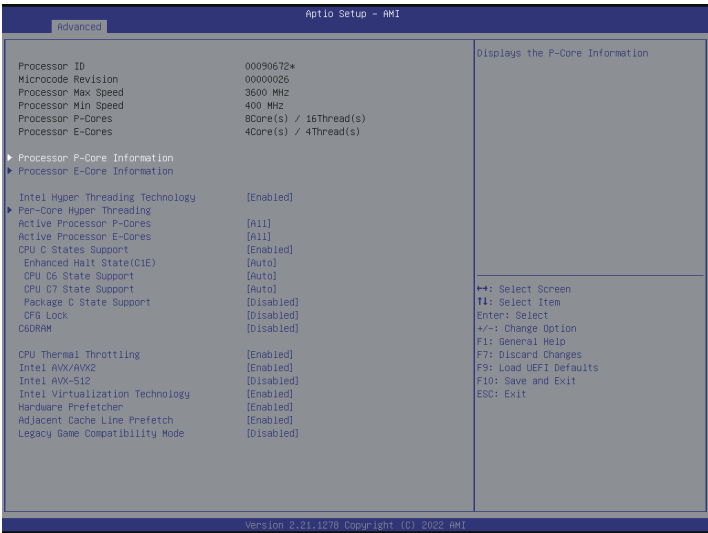 Aptio Setup - AMI
Advanced
Processor ID 00090672*
Microcode Revision 00000026
Processor Max Speed 3600 MHz
Processor Min Speed 400 MHz
Processor P-Cores 8Core(s) / 16Thread(s)
Processor E-Cores 4Core(s) / 4Thread(s)
Processor P-Core Information
Processor E-Core Information
Intel Hyper Threading Technology [Enabled]
Per-Core Hyper Threading
Active Processor P-Cores [All]
Active Processor E-Cores [All]
CPU C States Support [Enabled]
Enhanced Halt State(C1E) [Auto]
CPU C6 State Support [Auto]
CPU C7 State Support [Auto]
Package C State Support [Disabled]
CFG Lock [Disabled]
C6DRAM [Disabled]
CPU Thermal Throttling [Enabled]
Intel AVX/AVX2 [Enabled]
Intel AVX-512 [Disabled]
Intel Virtualization Technology [Enabled]
Hardware Prefetcher [Enabled]
Adjacent Cache Line Prefetch [Enabled]
Legacy Game Compatibility Mode [Disabled]
Displays the P-Core Information
↔: Select Screen
↑↓: Select Item
Enter: Select
+/-: Change Option
F1: General Help
F7: Discard Changes
F9: Load UEFI Defaults
F10: Save and Exit
ESC: Exit
Version 2.21.1278 Copyright (C) 2022 AMI